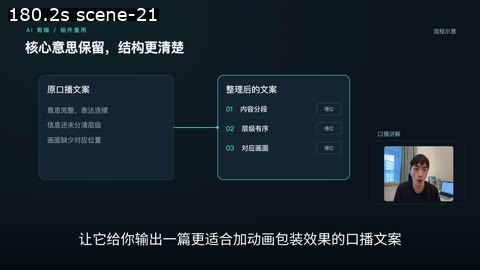 180.2s scene-21
AI 剪辑 / 组件复用
流程示意
核心意思保留，结构更清楚
原口播文案
意思完整、表达连续
信息还未分清层级
画面缺少对应位置
整理后的文案
01 内容分段
02 层级有序
03 对应画面
口播讲解
让它给你输出一篇更适合加动画包装效果的口播文案